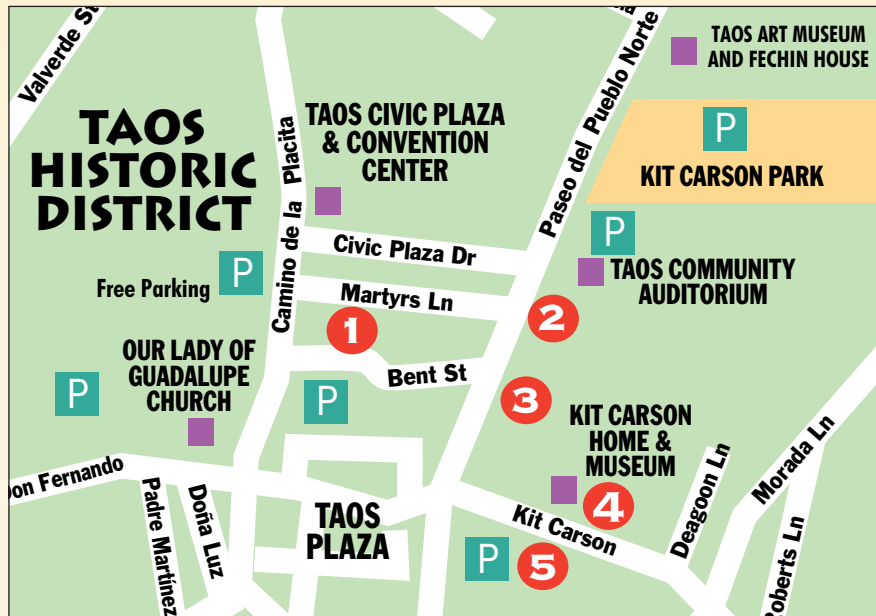 Valverde St
Paseo del Pueblo Norte
TAOS ART MUSEUM
AND FECHIN HOUSE
TAOS
HISTORIC
DISTRICT
TAOS CIVIC PLAZA
& CONVENTION
CENTER
P
KIT CARSON PARK
Camino de la Placita
Civic Plaza Dr
P
TAOS COMMUNITY
AUDITORIUM
Free Parking
P
Martyrs Ln
1
2
OUR LADY OF
GUADALUPE
CHURCH
P
Bent St
P
3
KIT CARSON
HOME &
MUSEUM
4
Morada Ln
Deagoon Ln
Don Fernando
Padre Martínez
Doña Luz
TAOS
PLAZA
Kit Carson
P
5
Roberts Ln